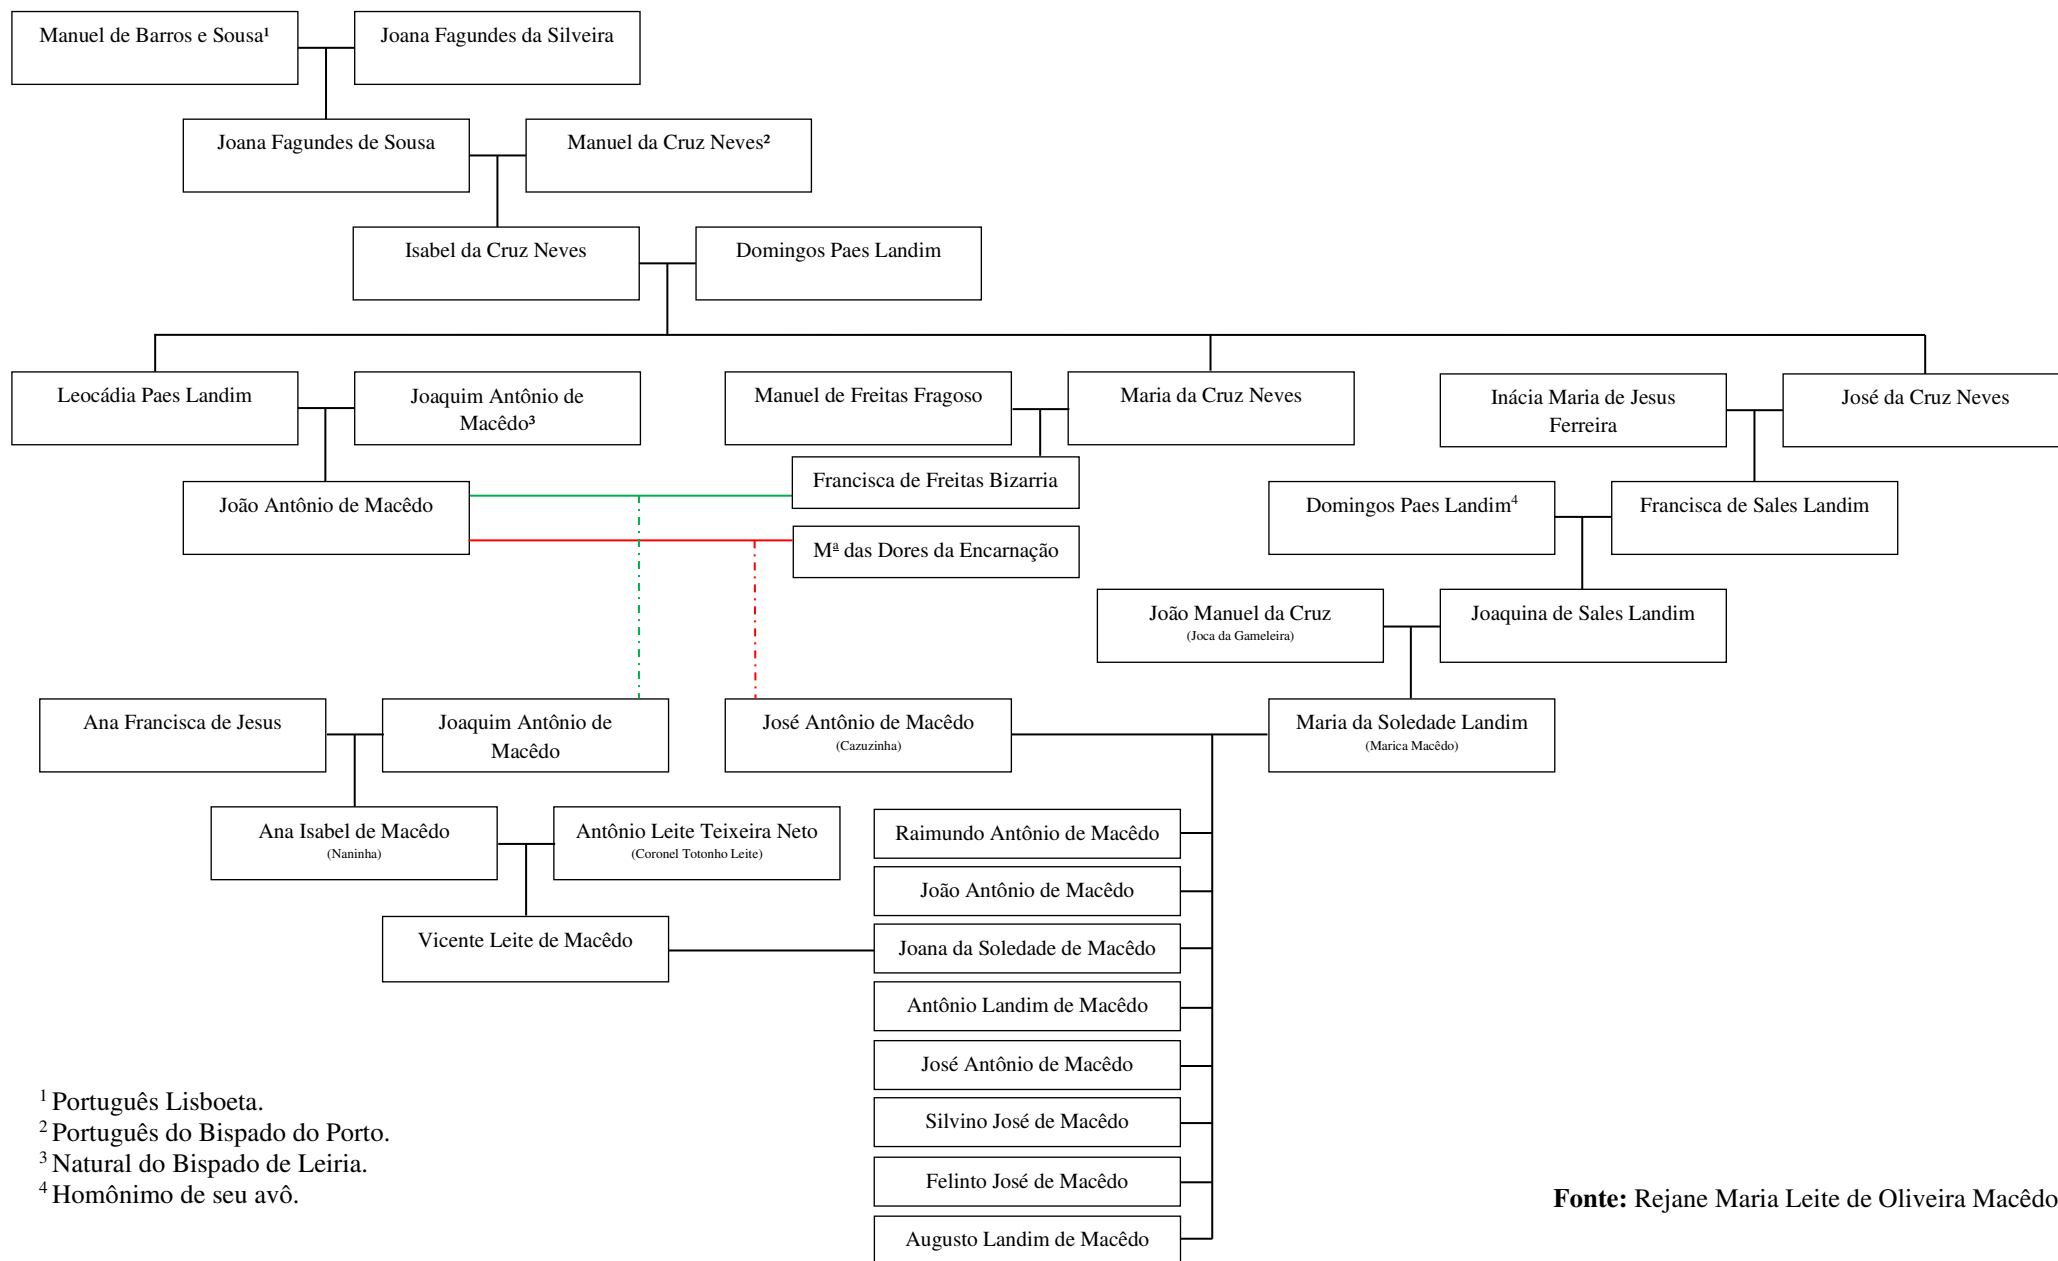 Manuel de Barros e Sousa¹
Joana Fagundes da Silveira
Joana Fagundes de Sousa
Manuel da Cruz Neves²
Isabel da Cruz Neves
Domingos Paes Landim
Leocádia Paes Landim
Joaquim Antônio de
Macêdo³
Manuel de Freitas Fragoso
Maria da Cruz Neves
Inácia Maria de Jesus
Ferreira
José da Cruz Neves
João Antônio de Macêdo
Francisca de Freitas Bizarria
Mª das Dores da Encarnação
Domingos Paes Landim⁴
Francisca de Sales Landim
João Manuel da Cruz
(Joca da Gameleira)
Joaquina de Sales Landim
Ana Francisca de Jesus
Joaquim Antônio de
Macêdo
José Antônio de Macêdo
(Cazuzinha)
Maria da Soledade Landim
(Marica Macêdo)
Ana Isabel de Macêdo
(Naninha)
Antônio Leite Teixeira Neto
(Coronel Totonho Leite)
Raimundo Antônio de Macêdo
João Antônio de Macêdo
Vicente Leite de Macêdo
Joana da Soledade de Macêdo
Antônio Landim de Macêdo
José Antônio de Macêdo
Silvino José de Macêdo
Felinto José de Macêdo
Augusto Landim de Macêdo
¹ Português Lisboeta.
² Português do Bispado do Porto.
³ Natural do Bispado de Leiria.
⁴ Homônimo de seu avô.
Fonte: Rejane Maria Leite de Oliveira Macêdo